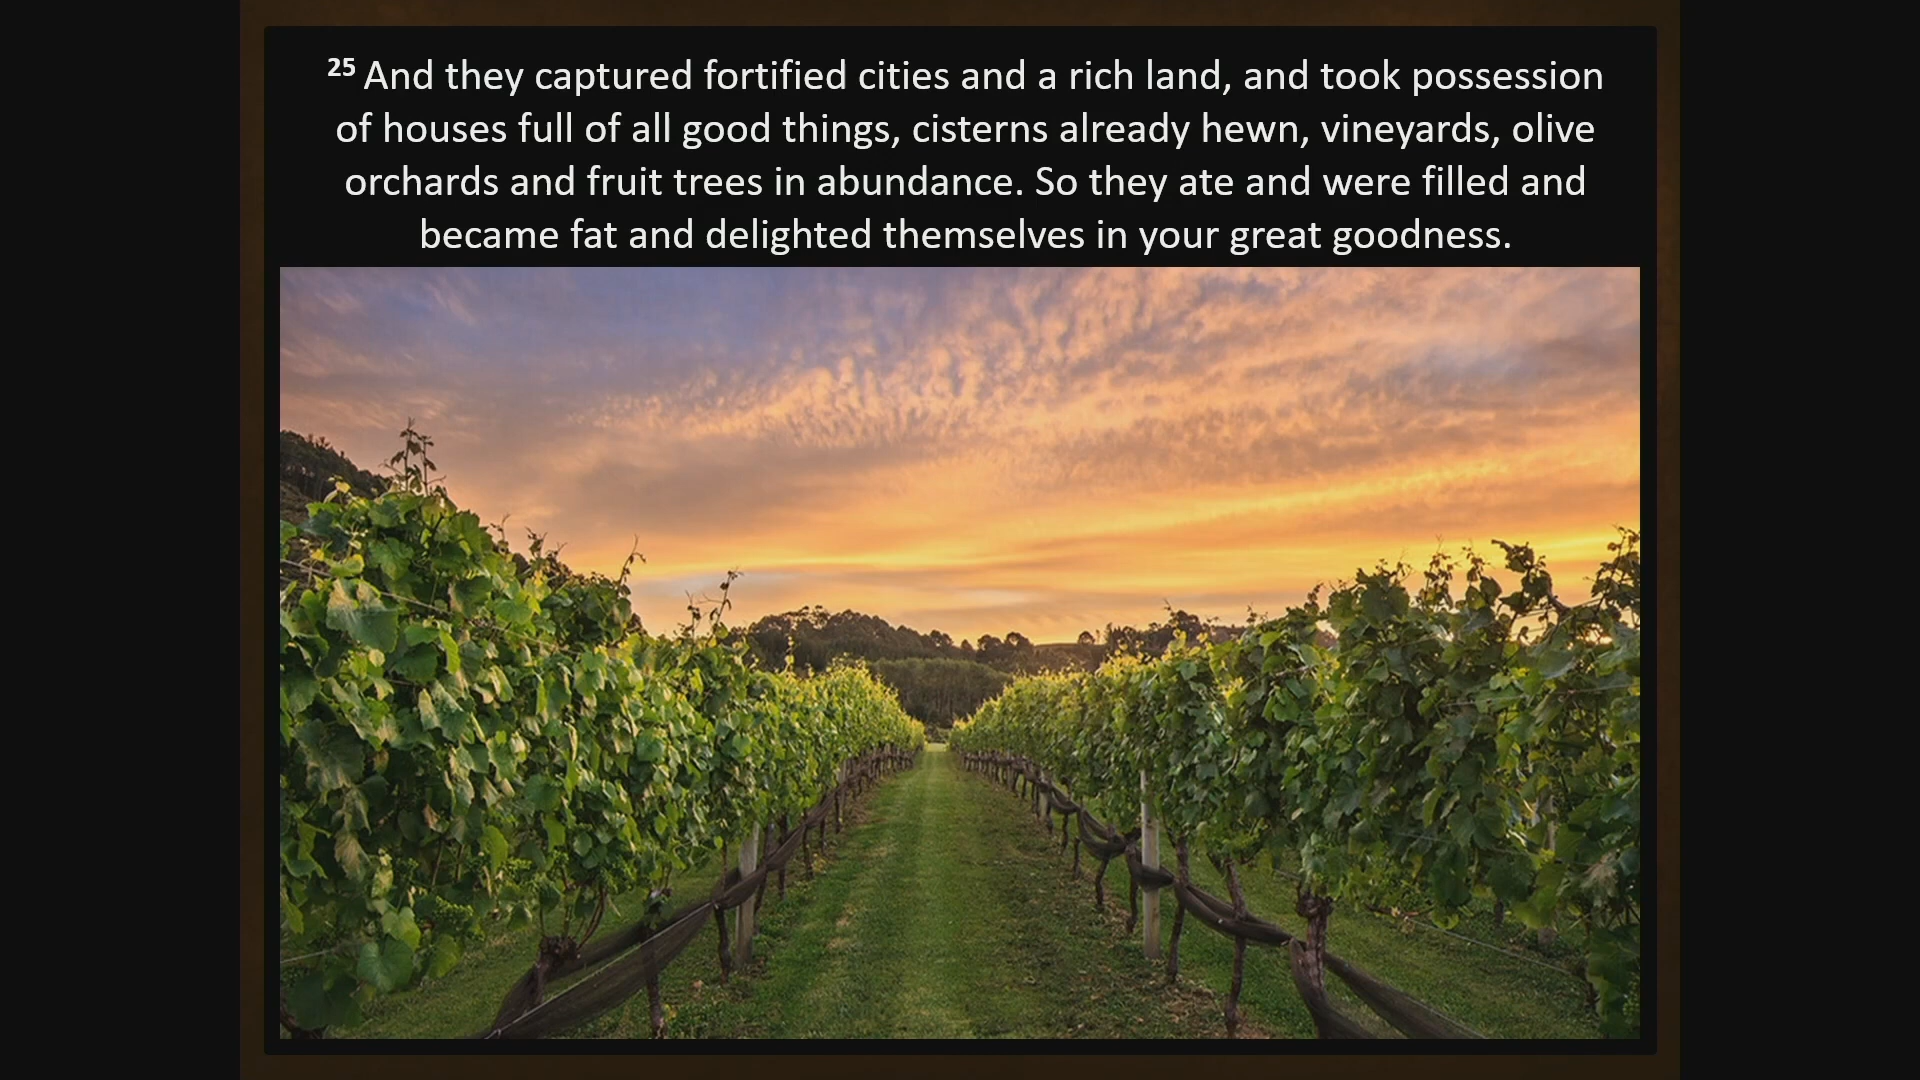 25 And they captured fortified cities and a rich land, and took possession
of houses full of all good things, cisterns already hewn, vineyards, olive
orchards and fruit trees in abundance. So they ate and were filled and
became fat and delighted themselves in your great goodness.